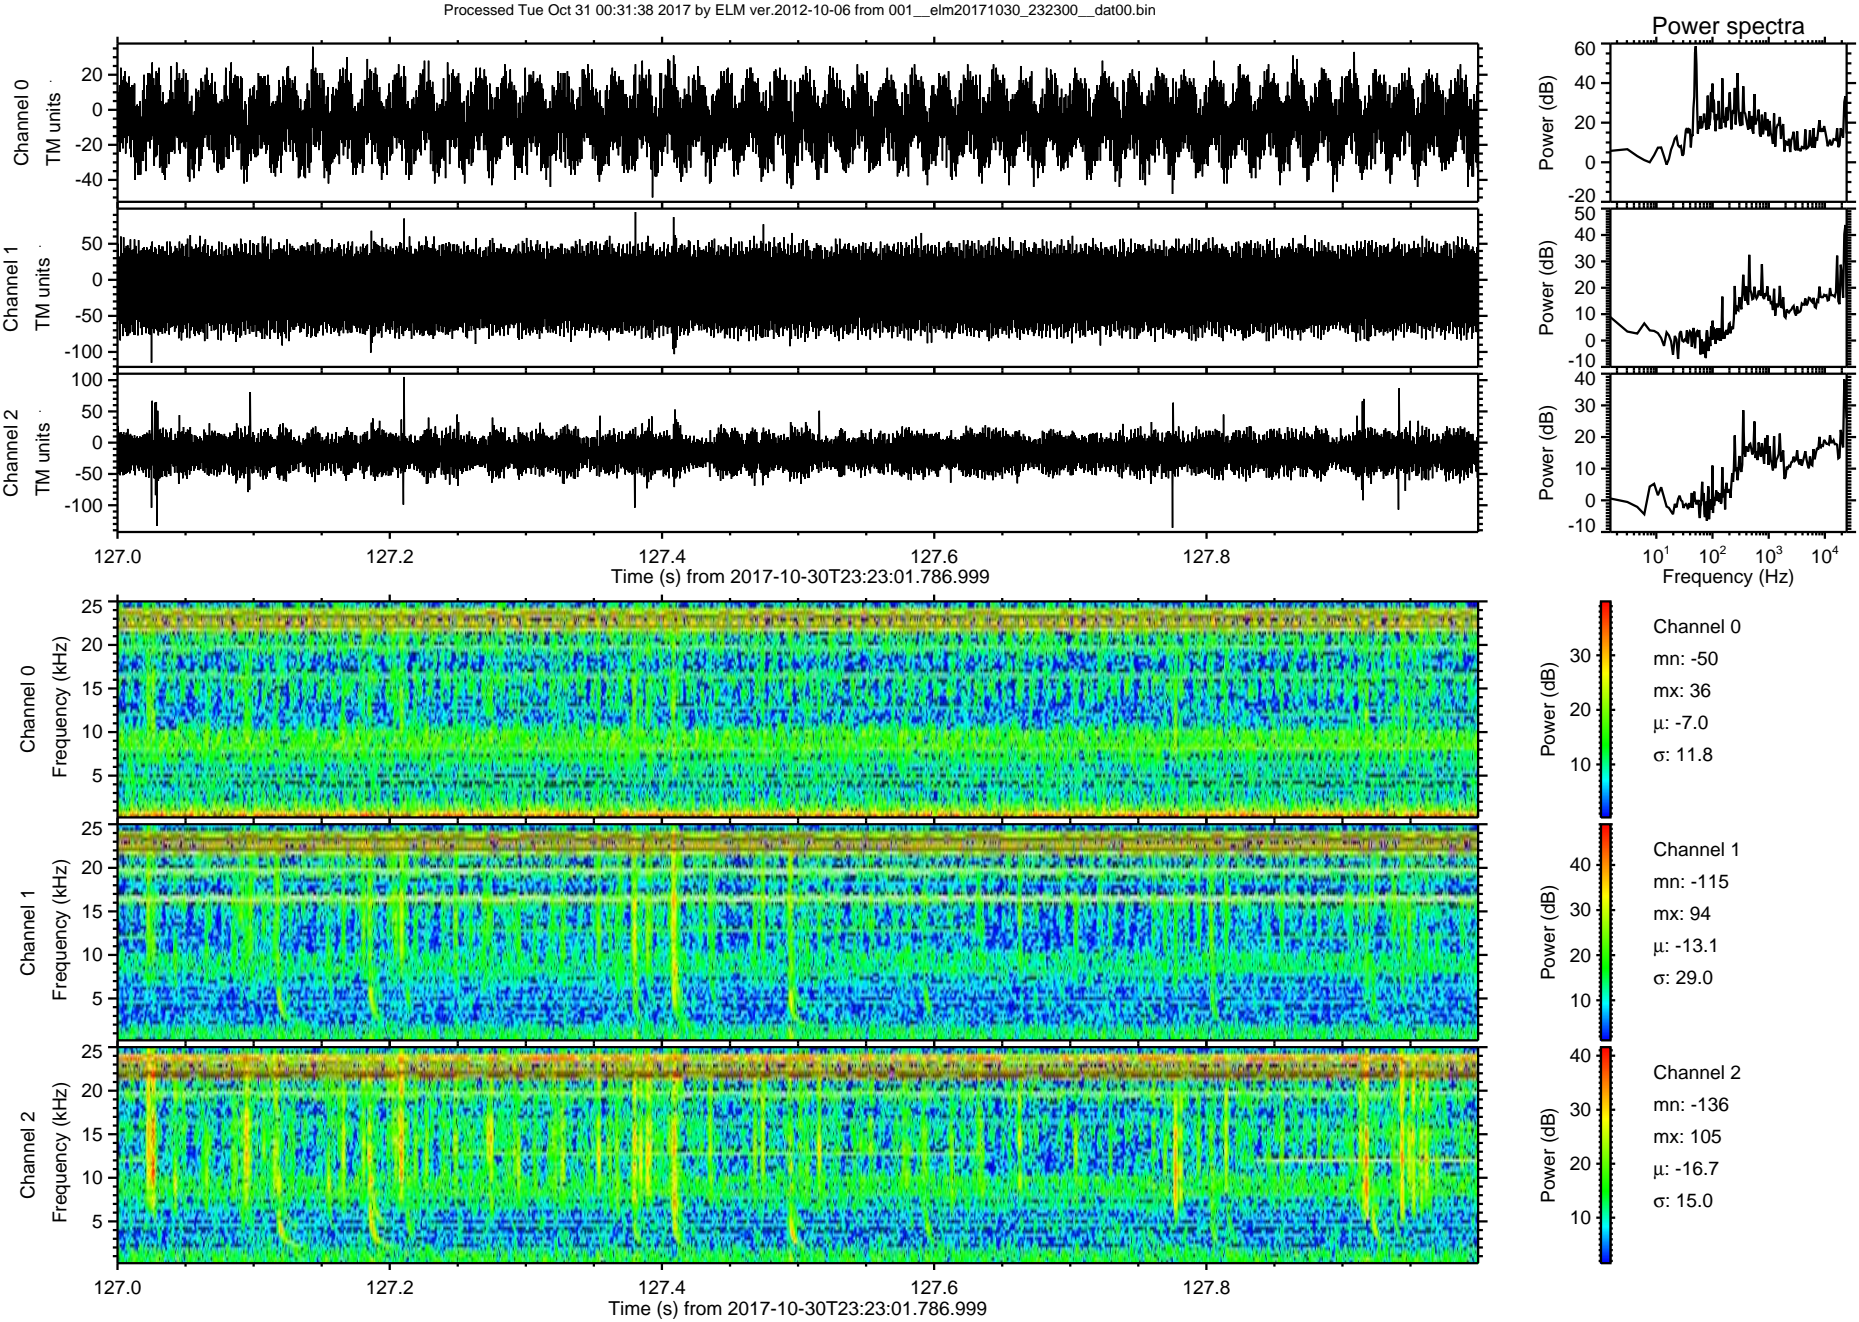 Processed Tue Oct 31 00:31:38 2017 by ELM ver.2012-10-06 from 001__elm20171030_232300__dat00.bin
Power spectra
Channel 0
TM units
20
0
-20
-40
Power (dB)
60
40
20
0
-20
Channel 1
TM units
50
0
-50
-100
Power (dB)
50
40
30
20
10
0
-10
Channel 2
TM units
100
50
0
-50
-100
Power (dB)
40
30
20
10
0
-10
127.0 127.2 127.4 127.6 127.8
Time (s) from 2017-10-30T23:23:01.786.999
10^1 10^2 10^3 10^4
Frequency (Hz)
Channel 0
Frequency (kHz)
25
20
15
10
5
Power (dB)
30
20
10
Channel 0
mn: -50
mx: 36
μ: -7.0
σ: 11.8
Channel 1
Frequency (kHz)
25
20
15
10
5
Power (dB)
40
30
20
10
Channel 1
mn: -115
mx: 94
μ: -13.1
σ: 29.0
Channel 2
Frequency (kHz)
25
20
15
10
5
Power (dB)
40
30
20
10
Channel 2
mn: -136
mx: 105
μ: -16.7
σ: 15.0
127.0 127.2 127.4 127.6 127.8
Time (s) from 2017-10-30T23:23:01.786.999